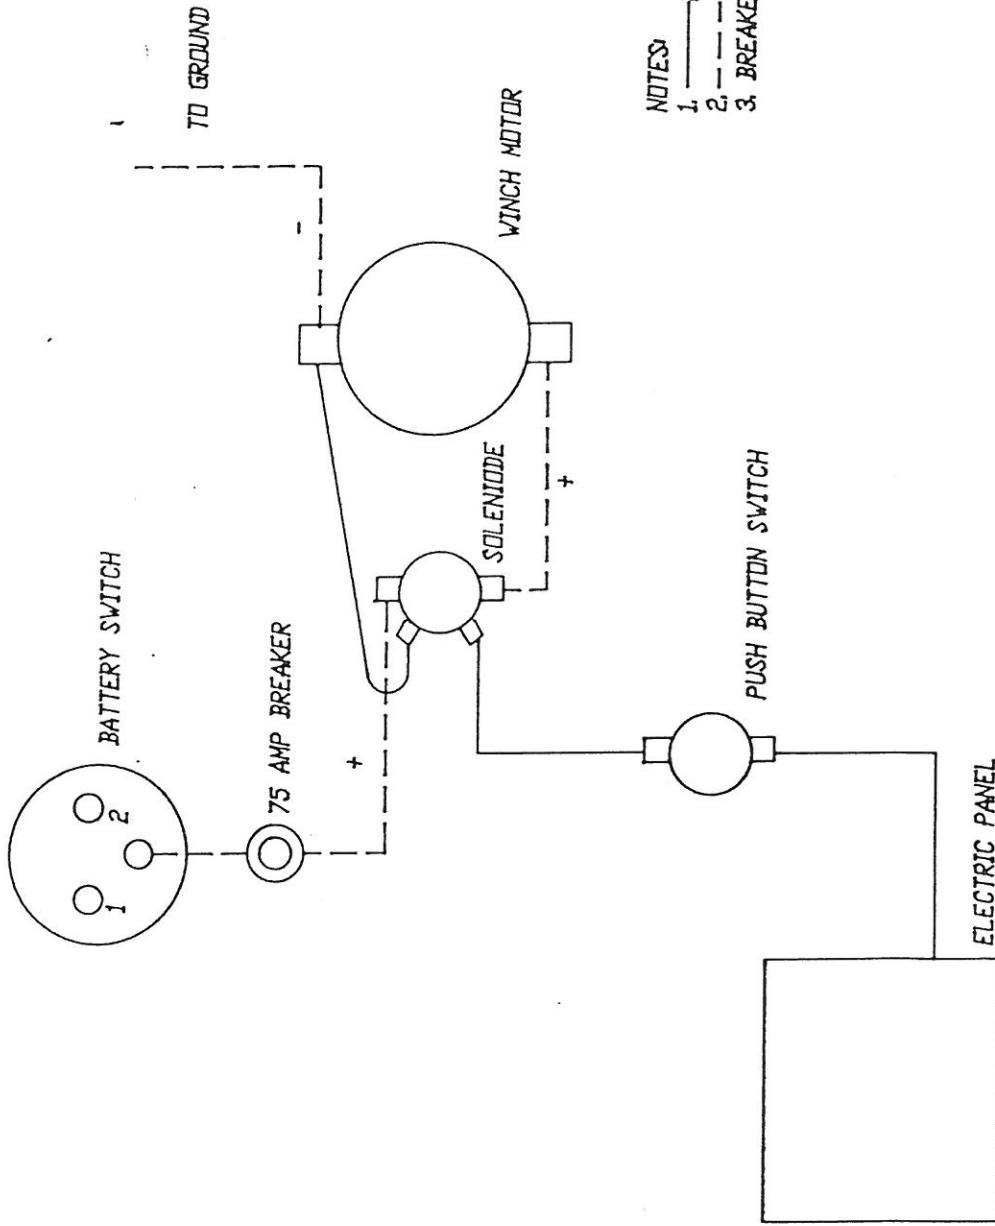 TO GROUND
-
WINCH MOTOR
BATTERY SWITCH
1
2
75 AMP BREAKER
+
SOLENIODE
+
PUSH BUTTON SWITCH
ELECTRIC PANEL
NOTES:
1.
2.
3. BREAKE